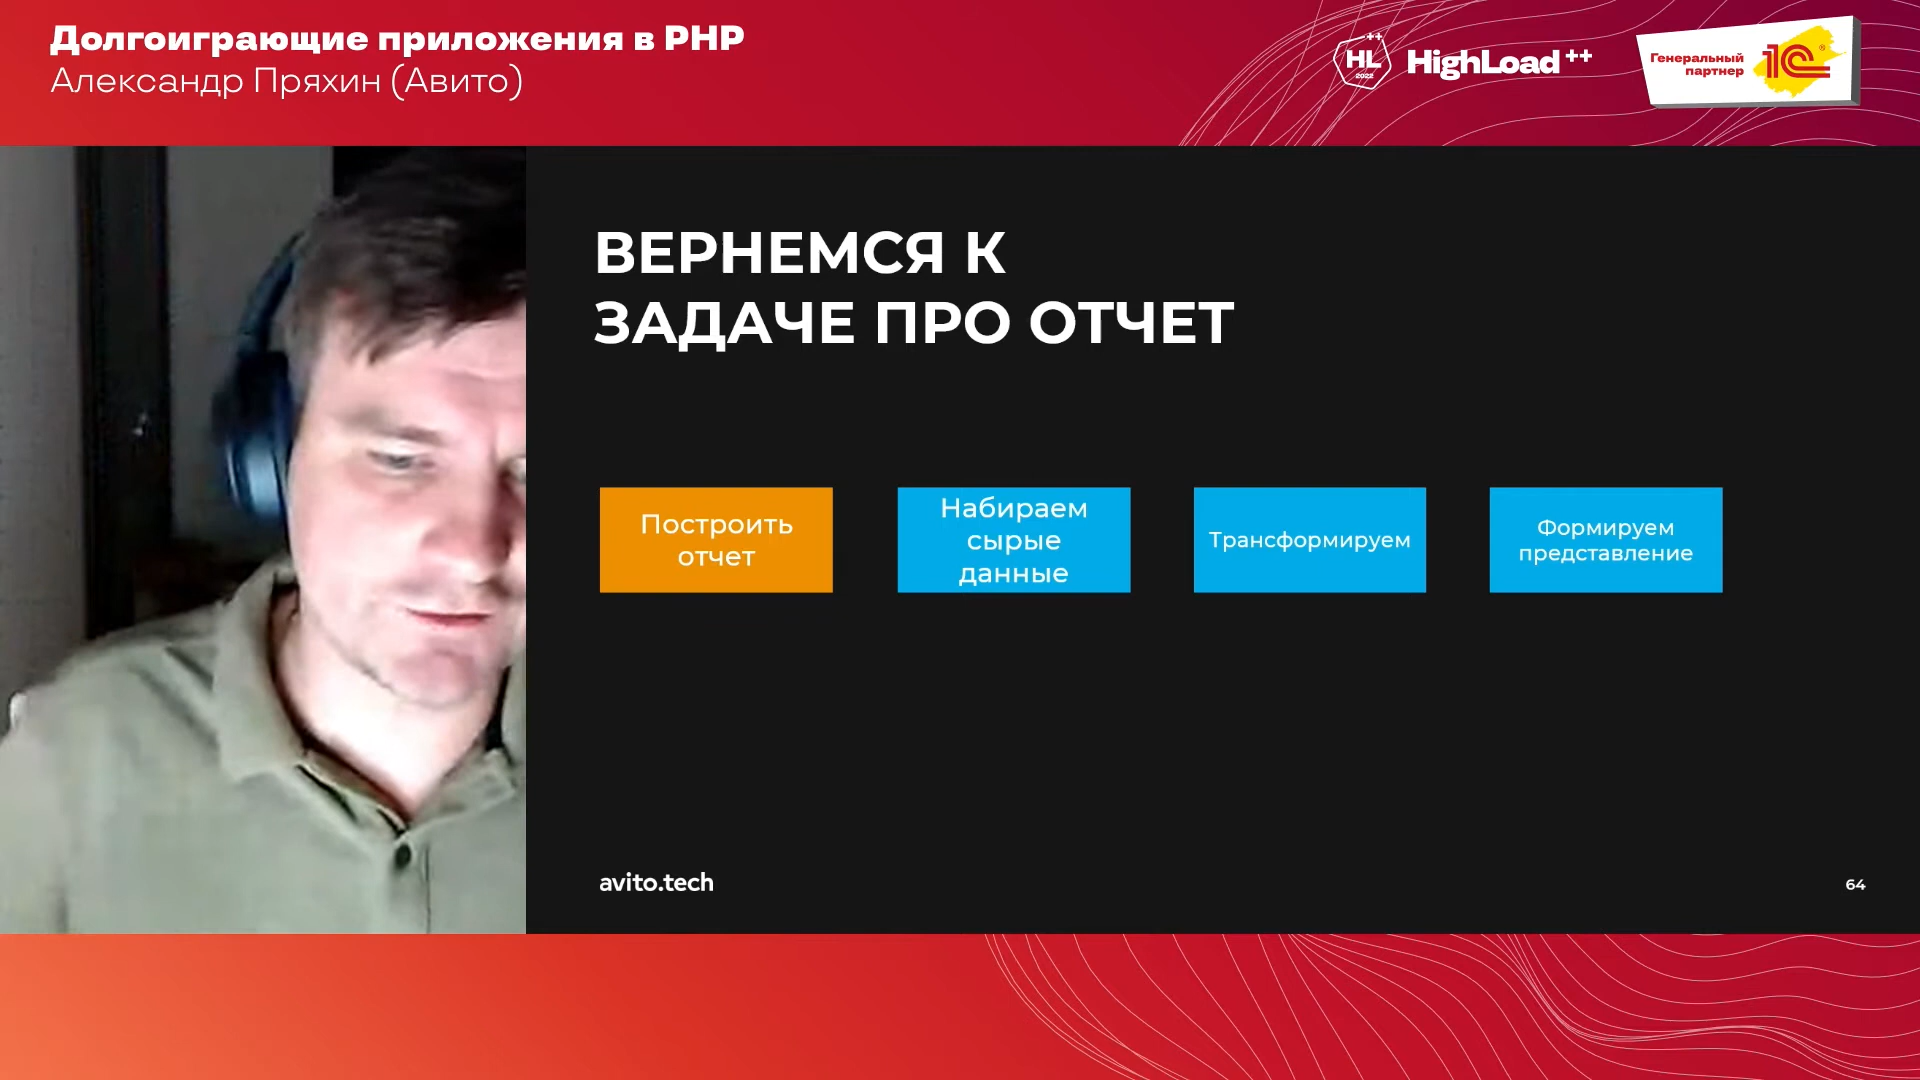 Долгоиграющие приложения в PHP
Александр Пряхин (Авито)
HL++
2022
HighLoad++
Генеральный
партнер
1С®
ВЕРНЕМСЯ К
ЗАДАЧЕ ПРО ОТЧЕТ
Построить
отчет
Набираем
сырые
данные
Трансформируем
Формируем
представление
avito.tech
64